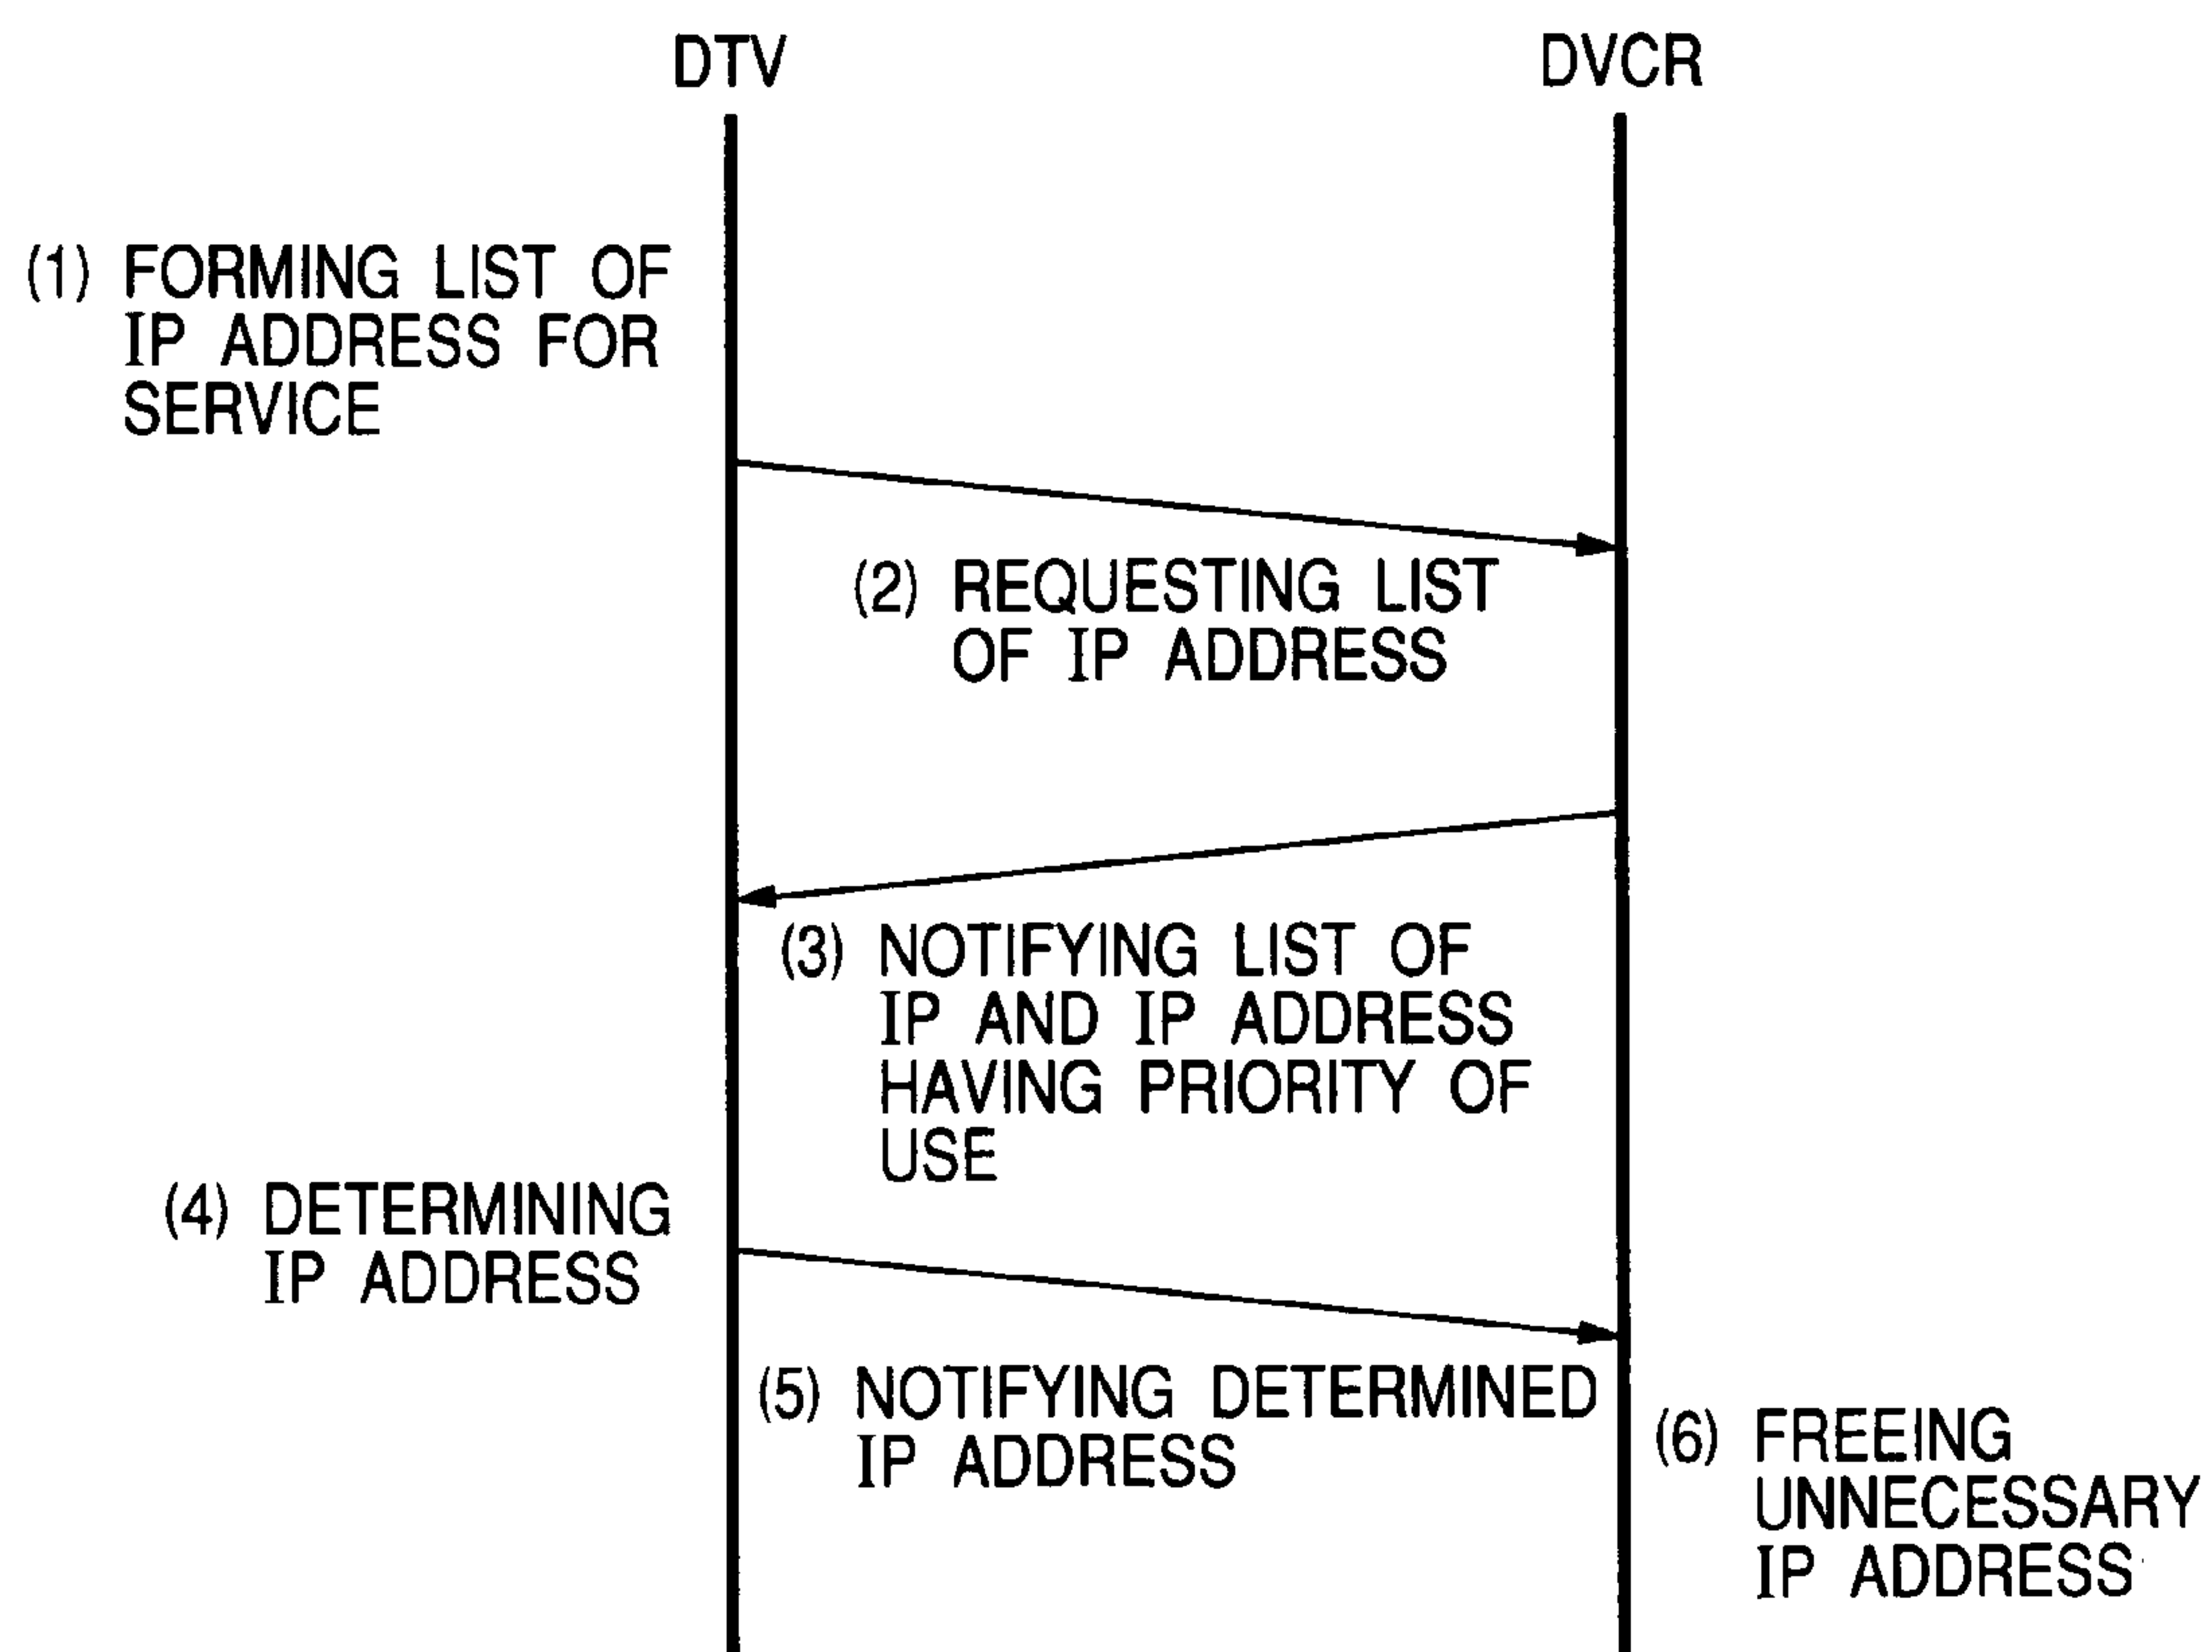 DTV
DVCR
(1) FORMING LIST OF
IP ADDRESS FOR
SERVICE
(2) REQUESTING LIST
OF IP ADDRESS
(3) NOTIFYING LIST OF
IP AND IP ADDRESS
HAVING PRIORITY OF
USE
(4) DETERMINING
IP ADDRESS
(5) NOTIFYING DETERMINED
IP ADDRESS
(6) FREEING
UNNECESSARY
IP ADDRESS